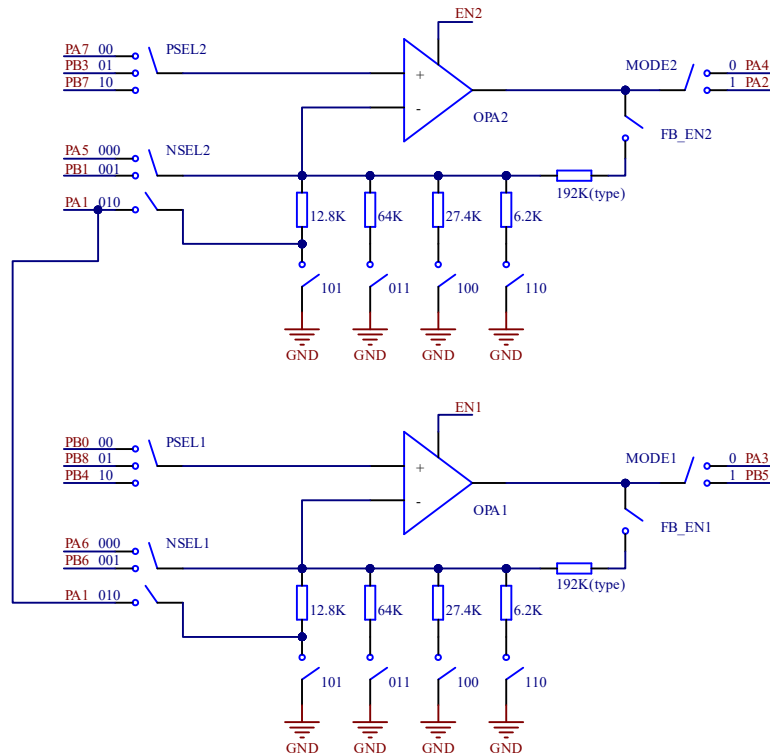 EN2
PA7 00 PSEL2
PB3 01
PB7 10
+
-
OPA2
MODE2
0 PA4
1 PA2
FB_EN2
PA5 000 NSEL2
PB1 001
PA1 010
192K(type)
12.8K 64K 27.4K 6.2K
101 011 100 110
GND GND GND GND
EN1
PB0 00 PSEL1
PB8 01
PB4 10
+
-
OPA1
MODE1
0 PA3
1 PB5
FB_EN1
PA6 000 NSEL1
PB6 001
PA1 010
192K(type)
12.8K 64K 27.4K 6.2K
101 011 100 110
GND GND GND GND